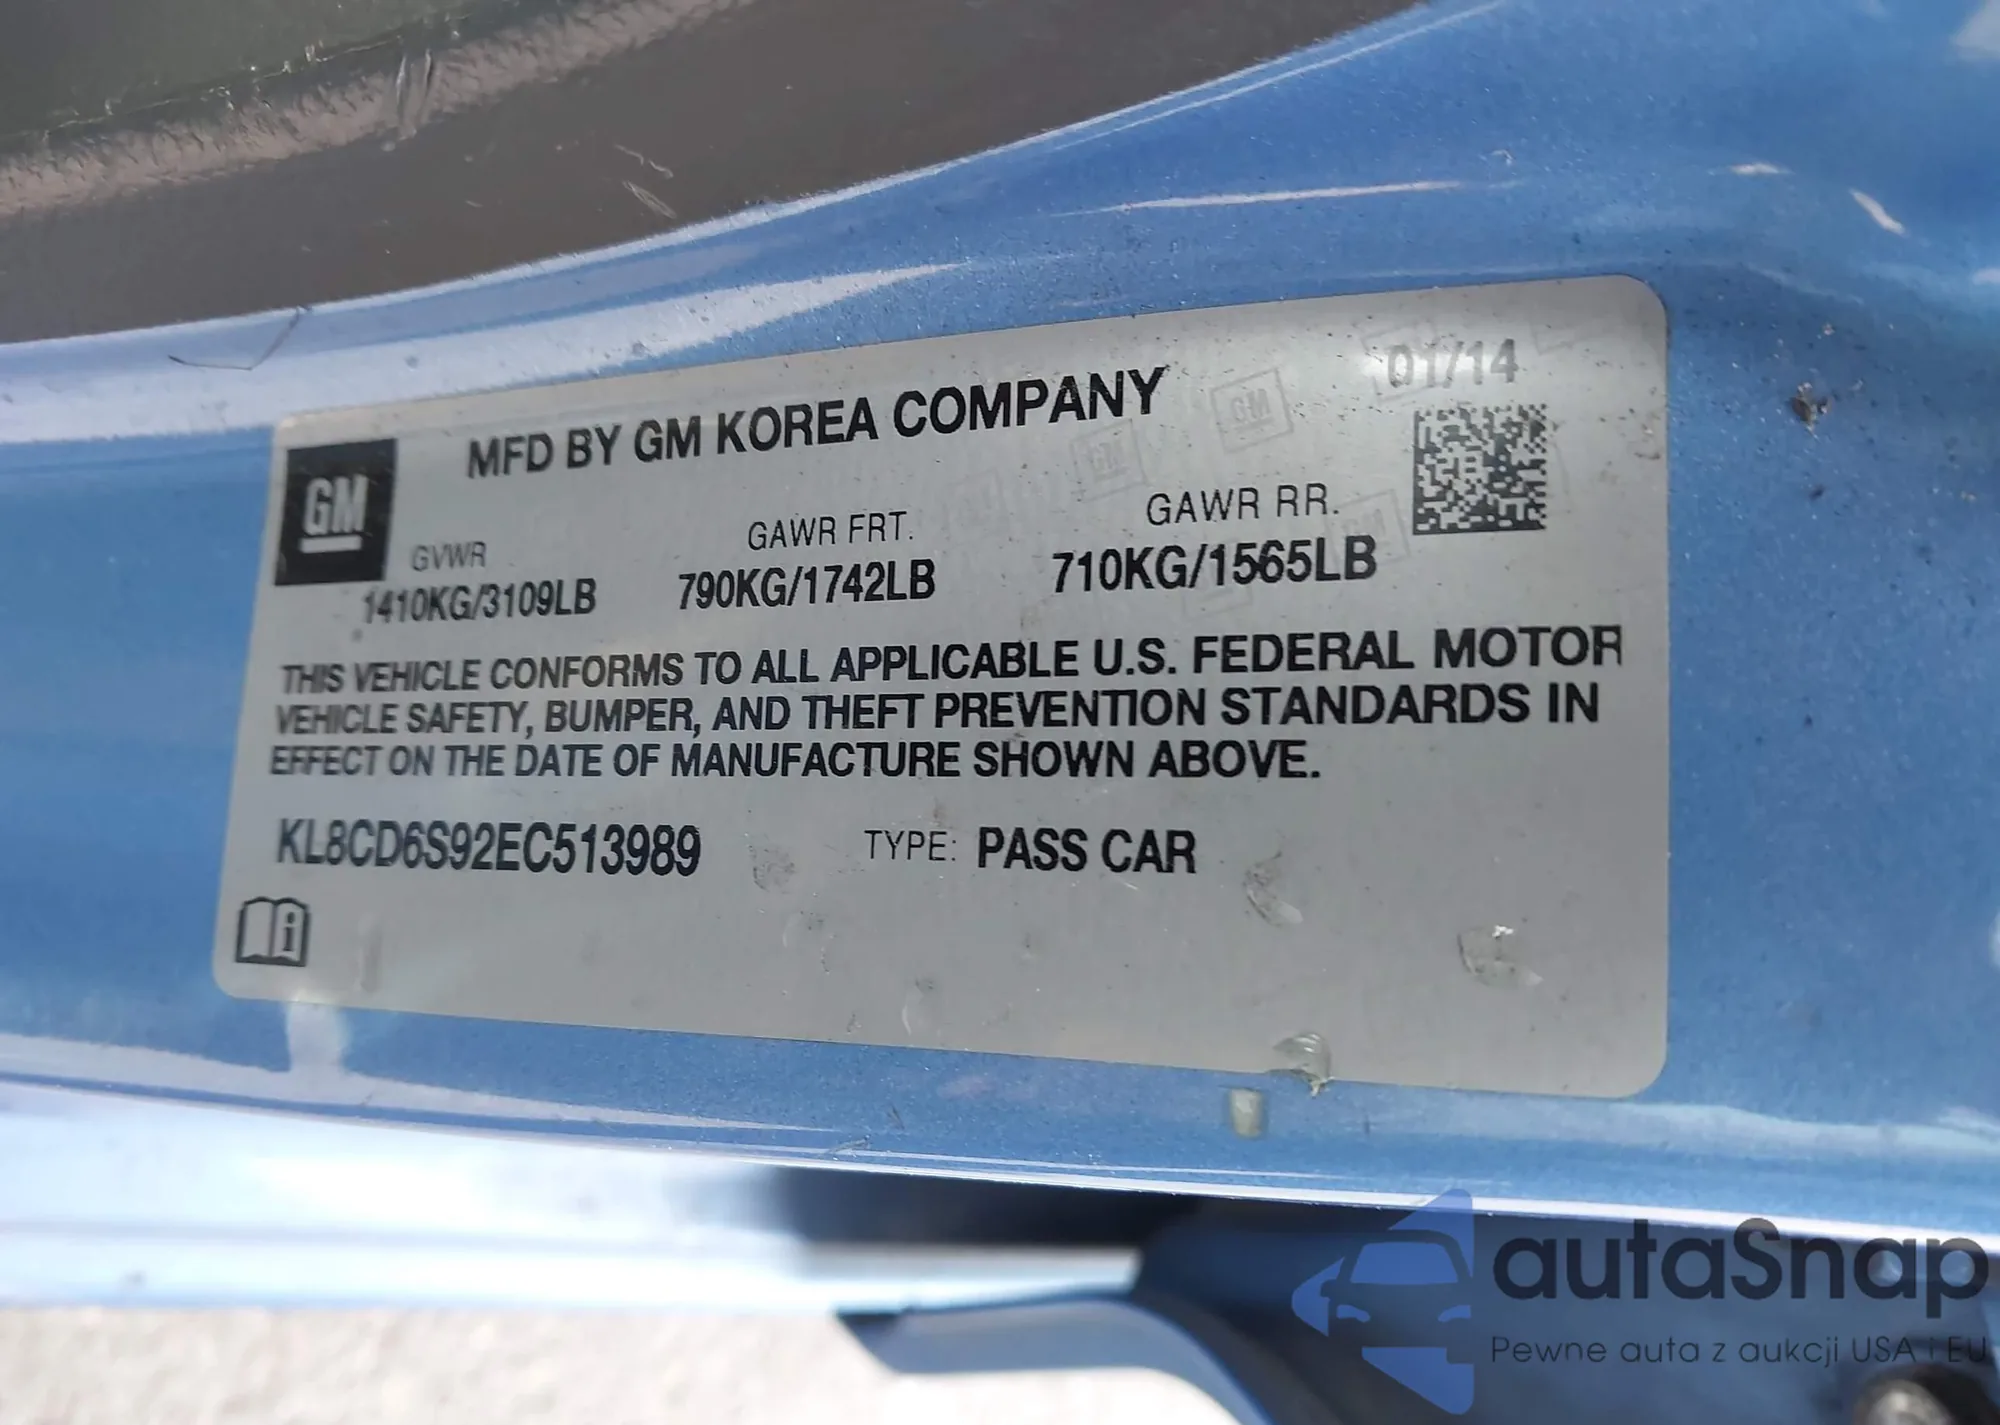 01/14
MFD BY GM KOREA COMPANY
GM
GVWR GAWR FRT. GAWR RR.
1410KG/3109LB 790KG/1742LB 710KG/1565LB
THIS VEHICLE CONFORMS TO ALL APPLICABLE U.S. FEDERAL MOTOR
VEHICLE SAFETY, BUMPER, AND THEFT PREVENTION STANDARDS IN
EFFECT ON THE DATE OF MANUFACTURE SHOWN ABOVE.
KL8CD6S92EC513989 TYPE: PASS CAR
autaSnap
Pewne auta z aukcji USA i EU